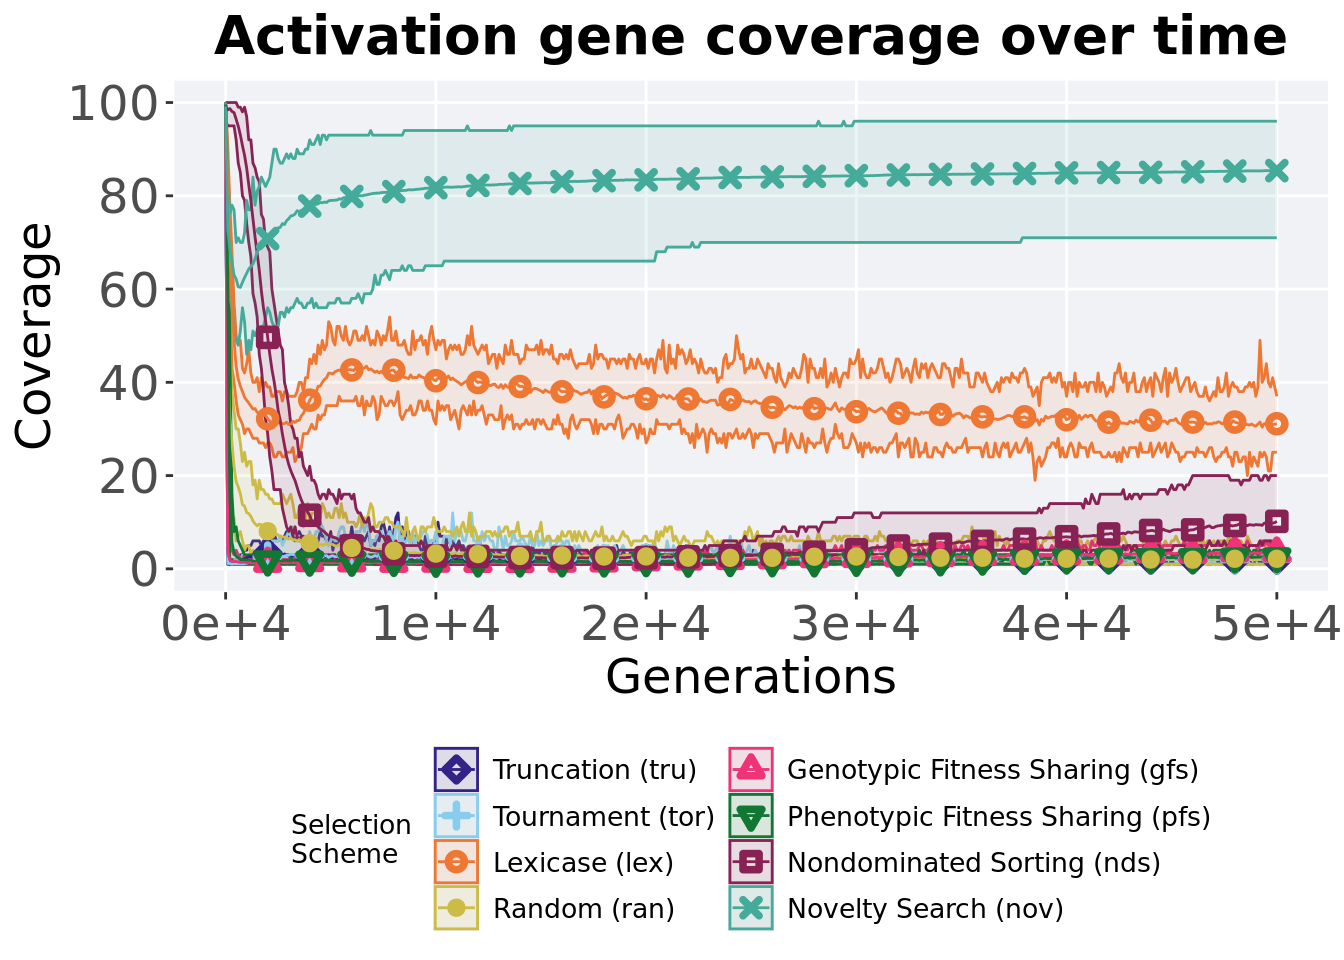 Activation gene coverage over time
100
80
60
40
20
0
Coverage
0e+4 1e+4 2e+4 3e+4 4e+4 5e+4
Generations
Selection
Scheme
Truncation (tru)
Tournament (tor)
Lexicase (lex)
Random (ran)
Genotypic Fitness Sharing (gfs)
Phenotypic Fitness Sharing (pfs)
Nondominated Sorting (nds)
Novelty Search (nov)